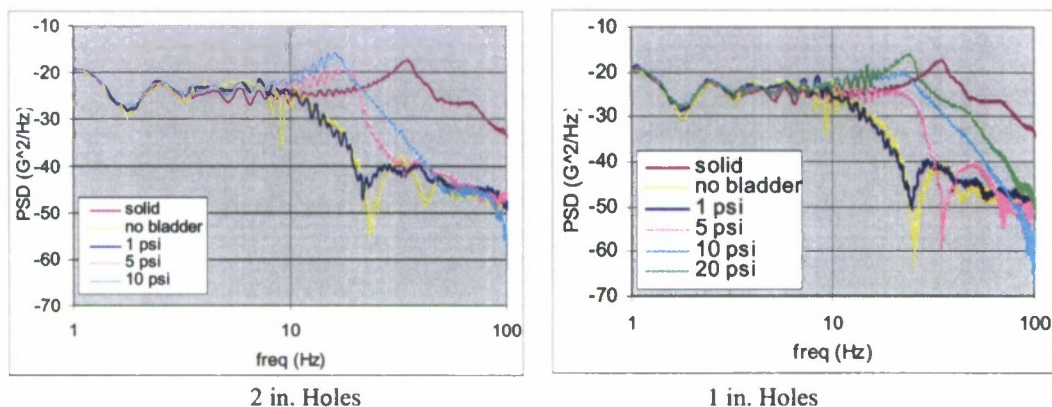 -10
-20
-30
-40
-50
-60
-70
PSD (G^2/Hz)
solid
no bladder
1 psi
5 psi
10 psi
1
10
100
freq (Hz)
2 in. Holes
-10
-20
-30
-40
-50
-60
-70
PSD (G^2/Hz)
solid
no bladder
1 psi
5 psi
10 psi
20 psi
1
10
100
freq (Hz)
1 in. Holes